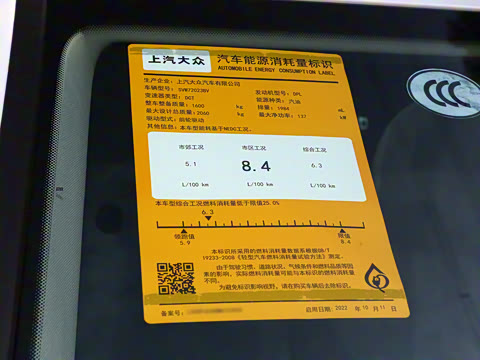 上汽大众 汽车能源消耗量标识
AUTOMOBILE ENERGY CONSUMPTION LABEL
生产企业：上汽大众汽车有限公司
车辆型号：SVW72023BV 发动机型号：DPL
变速器类型：DCT 能源种类：汽油
整车整备质量：1600 kg 排量：1984 mL
最大设计总质量：2060 kg 最大净功率：137 kW
驱动型式：前轮驱动
其他信息：本车型能耗基于NEDC工况。
市郊工况 市区工况 综合工况
5.1 8.4 6.3
L/100 km L/100 km L/100 km
本车型综合工况燃料消耗量低于限值25.0%
6.3
领跑值 限值
5.9 8.4
本标识所采用的燃料消耗量数据系根据GB/T
19233-2008《轻型汽车燃料消耗量试验方法》测定。
由于驾驶习惯、道路状况、气候条件和燃料品质等因
素的影响，实际燃料消耗量可能与本标识的燃料消耗量
不同。
为避免标识影响视野，请在购买车辆后去除标识。
备案号：
启用日期：2022 年 10 月 11 日
CCC